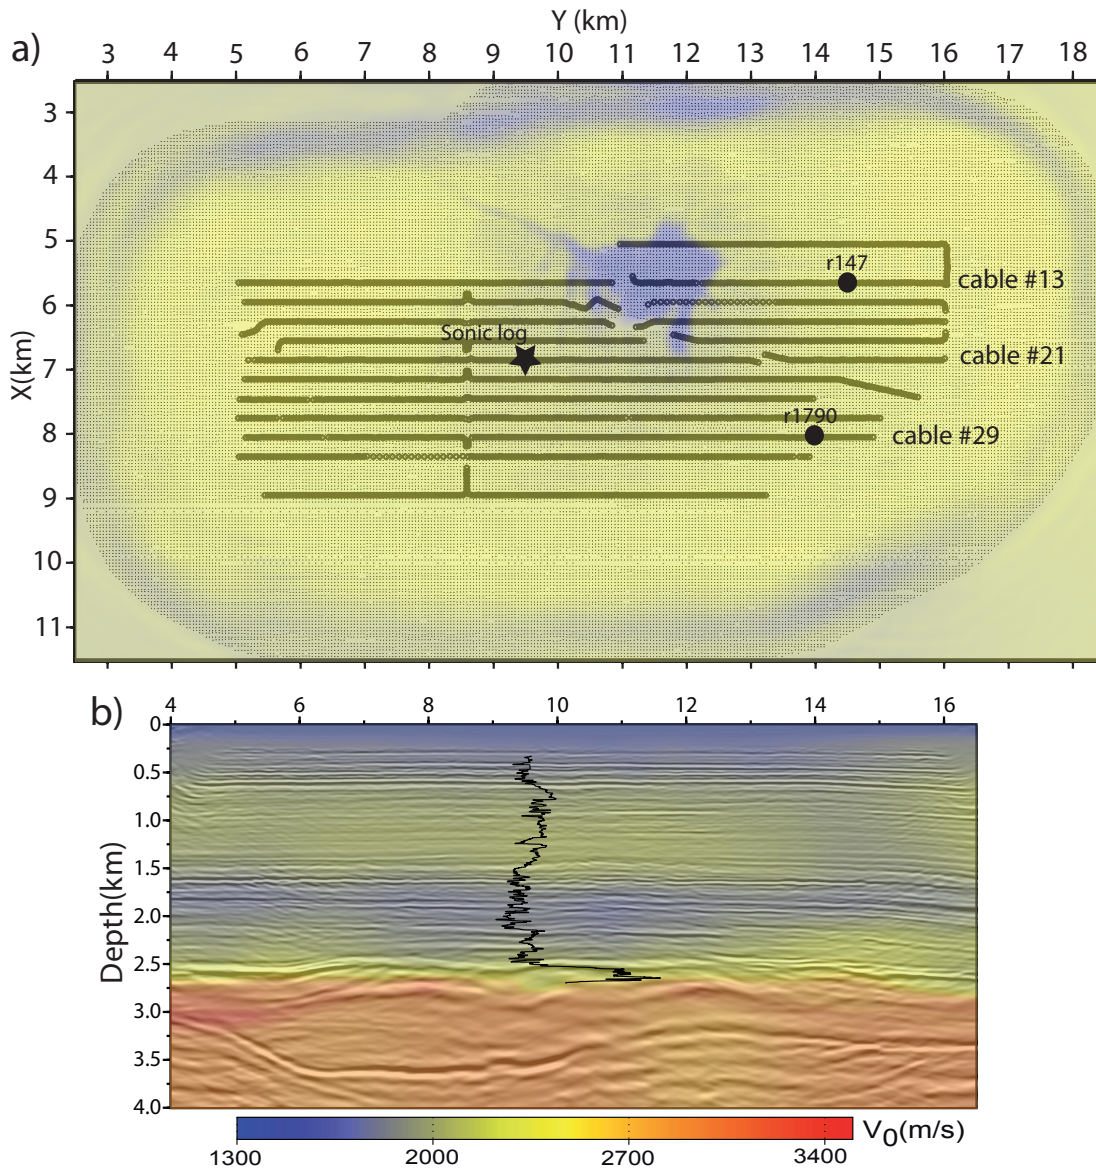 Y (km)
a)
3 4 5 6 7 8 9 10 11 12 13 14 15 16 17 18
3
4
5
r147
cable #13
6
Sonic log
cable #21
X(km)
7
r1790
8
cable #29
9
10
11
b)
4 6 8 10 12 14 16
0
0.5
1.0
1.5
Depth(km)
2.0
2.5
3.0
3.5
4.0
V0(m/s)
1300 2000 2700 3400